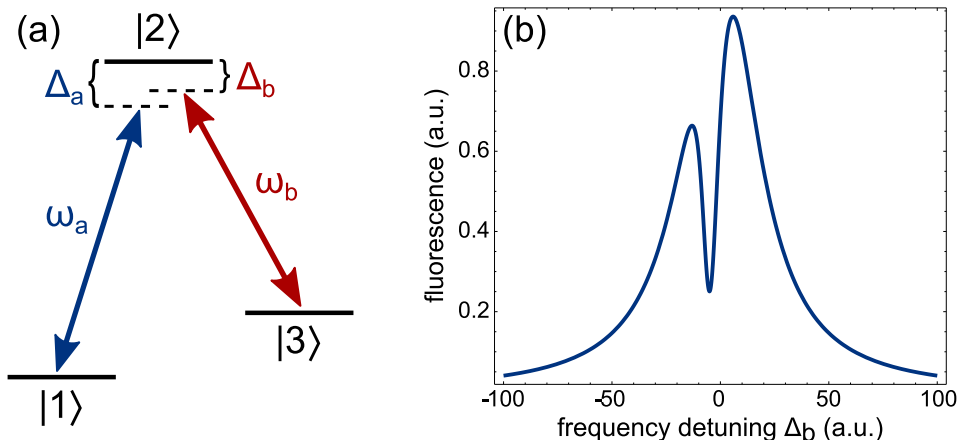 (a)
|2⟩
Δa
Δb
ωa
ωb
|3⟩
|1⟩
(b)
fluorescence (a.u.)
0.8
0.6
0.4
0.2
-100
-50
0
50
100
frequency detuning Δb (a.u.)